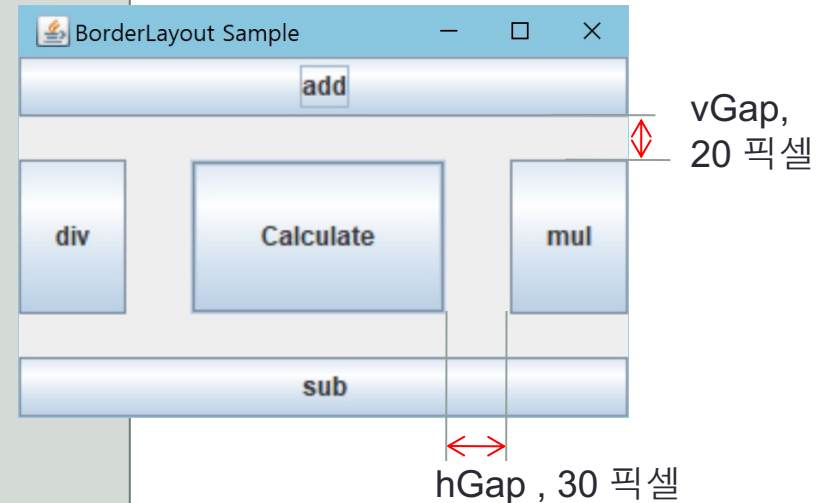 BorderLayout Sample
add
vGap,
20 픽셀
div
Calculate
mul
sub
hGap , 30 픽셀